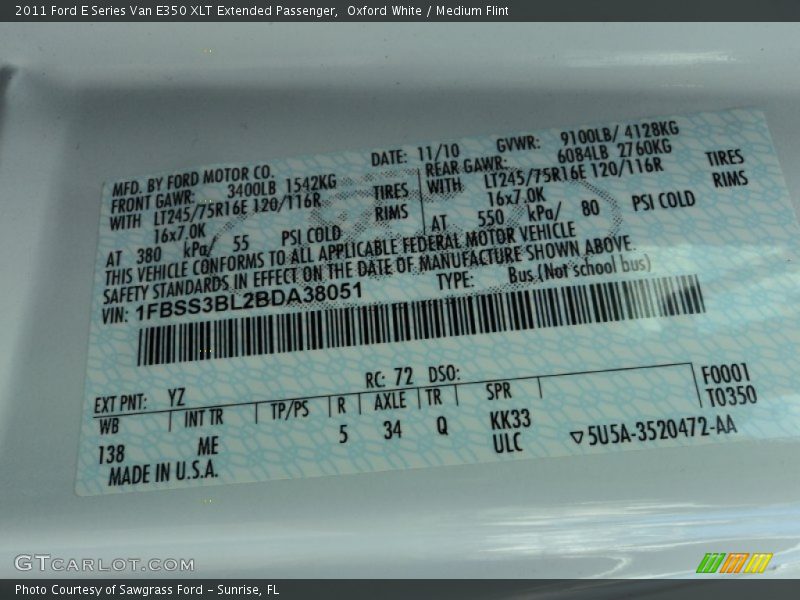 2011 Ford E Series Van E350 XLT Extended Passenger,  Oxford White / Medium Flint
MFD. BY FORD MOTOR CO. DATE: 11/10 GVWR: 9100LB/ 4128KG
FRONT GAWR: 3400LB 1542KG REAR GAWR: 6084LB 2760KG
WITH LT245/75R16E 120/116R TIRES WITH LT245/75R16E 120/116R TIRES
16x7.0K RIMS 16x7.0K RIMS
AT 380 kPa/ 55 PSI COLD AT 550 kPa/ 80 PSI COLD
THIS VEHICLE CONFORMS TO ALL APPLICABLE FEDERAL MOTOR VEHICLE
SAFETY STANDARDS IN EFFECT ON THE DATE OF MANUFACTURE SHOWN ABOVE.
VIN: 1FBSS3BL2BDA38051 TYPE: Bus (Not school bus)
EXT PNT: YZ RC: 72 DSO: F0001
WB INT TR TP/PS R AXLE TR SPR T0350
138 ME 5 34 Q KK33
ULC ▽5U5A-3520472-AA
MADE IN U.S.A.
GTCARLOT.COM
Photo Courtesy of Sawgrass Ford - Sunrise, FL